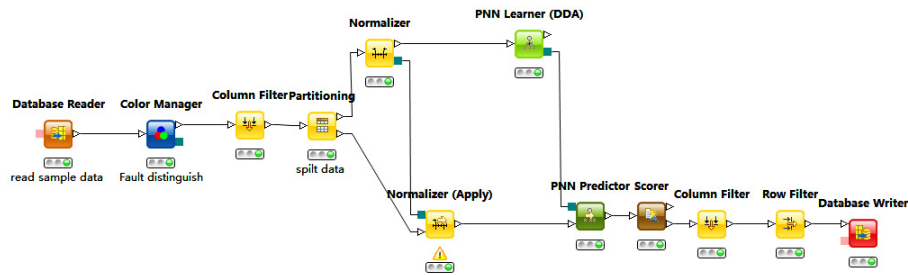 PNN Learner (DDA)
Normalizer
Column Filter
Partitioning
Database Reader
Color Manager
read sample data
Fault distinguish
spilt data
Normalizer (Apply)
PNN Predictor
Scorer
Column Filter
Row Filter
Database Writer